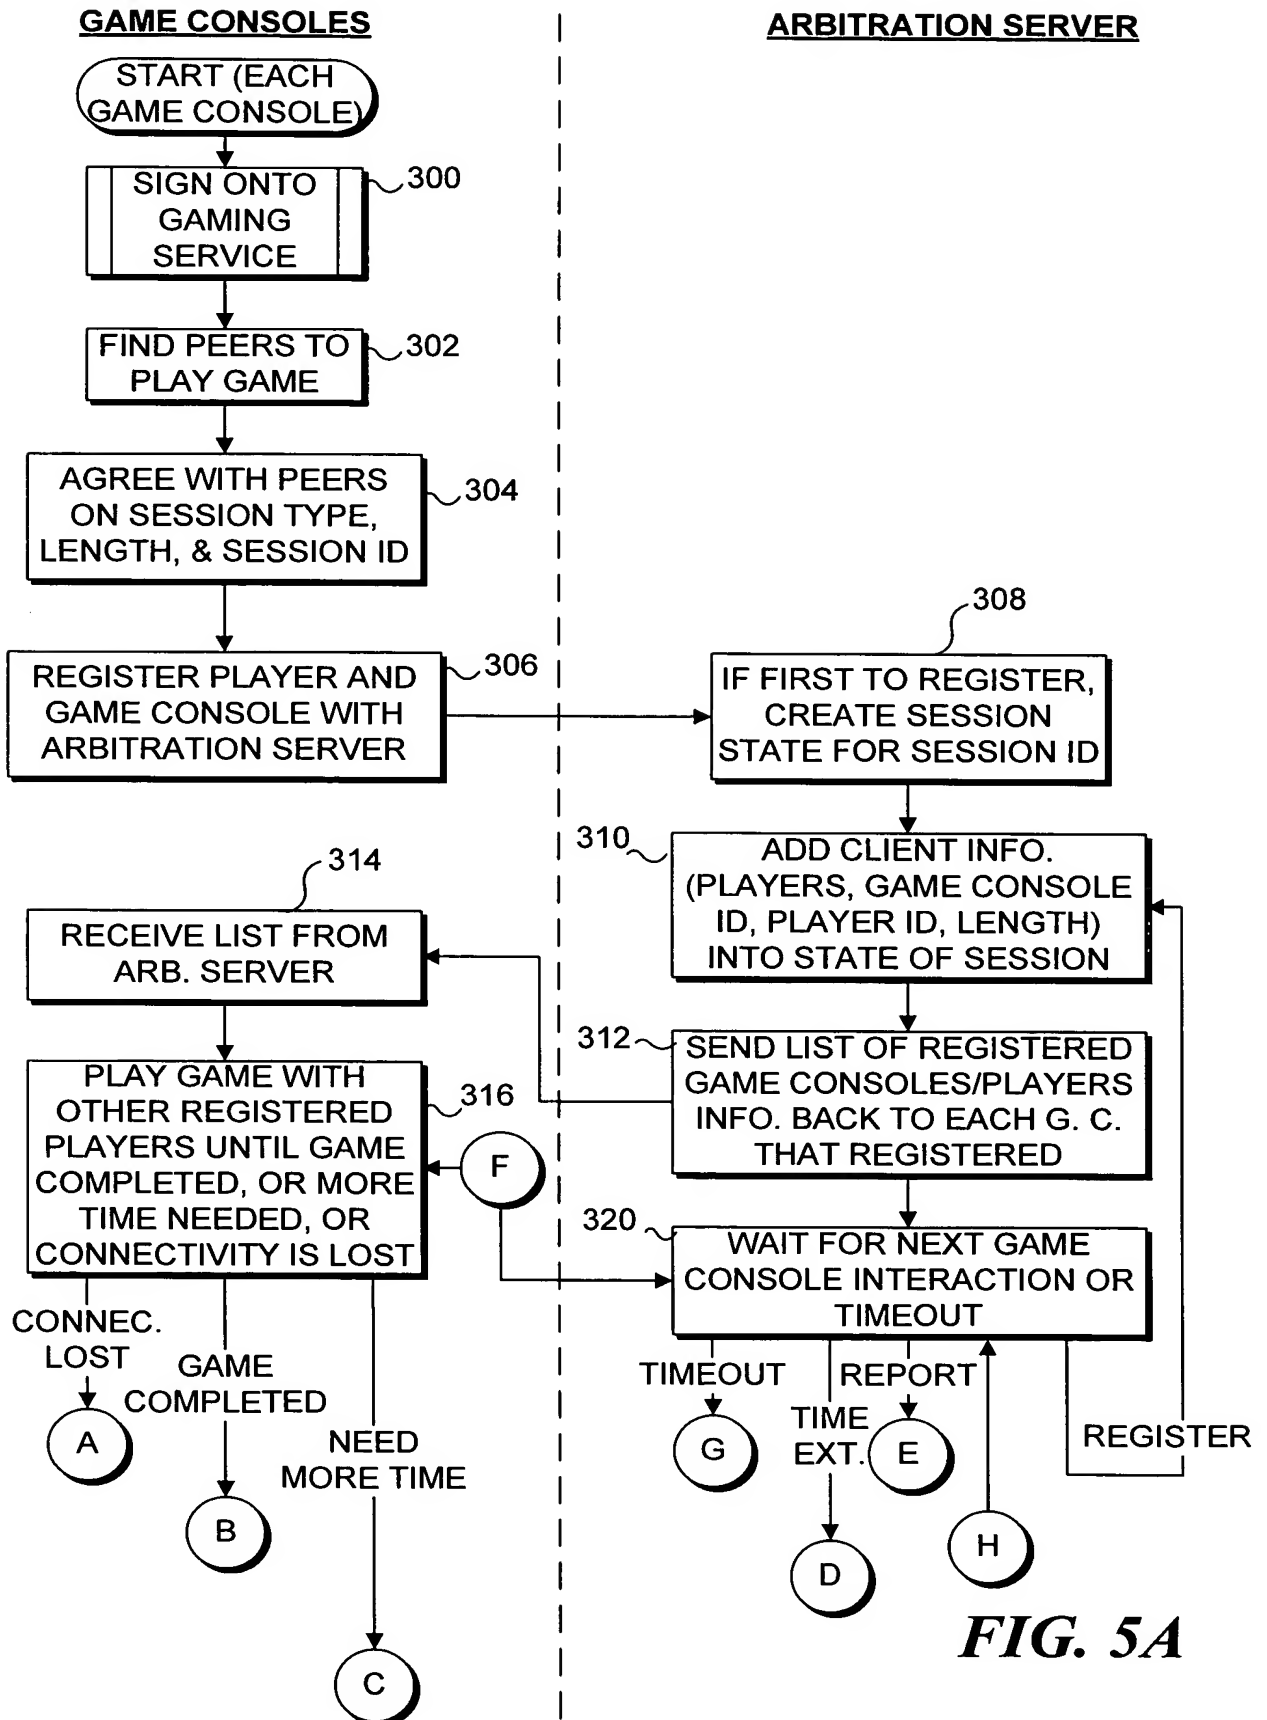 GAME CONSOLES
START (EACH
GAME CONSOLE)
SIGN ONTO
GAMING
SERVICE
300
FIND PEERS TO
PLAY GAME
302
AGREE WITH PEERS
ON SESSION TYPE,
LENGTH, & SESSION ID
304
REGISTER PLAYER AND
GAME CONSOLE WITH
ARBITRATION SERVER
306
ARBITRATION SERVER
308
IF FIRST TO REGISTER,
CREATE SESSION
STATE FOR SESSION ID
310
ADD CLIENT INFO.
(PLAYERS, GAME CONSOLE
ID, PLAYER ID, LENGTH)
INTO STATE OF SESSION
312
SEND LIST OF REGISTERED
GAME CONSOLES/PLAYERS
INFO. BACK TO EACH G. C.
THAT REGISTERED
314
RECEIVE LIST FROM
ARB. SERVER
PLAY GAME WITH
OTHER REGISTERED
PLAYERS UNTIL GAME
COMPLETED, OR MORE
TIME NEEDED, OR
CONNECTIVITY IS LOST
316
F
320
WAIT FOR NEXT GAME
CONSOLE INTERACTION OR
TIMEOUT
CONNEC.
LOST
A
GAME
COMPLETED
B
NEED
MORE TIME
C
TIMEOUT
G
TIME
EXT.
D
REPORT
E
H
REGISTER
FIG. 5A